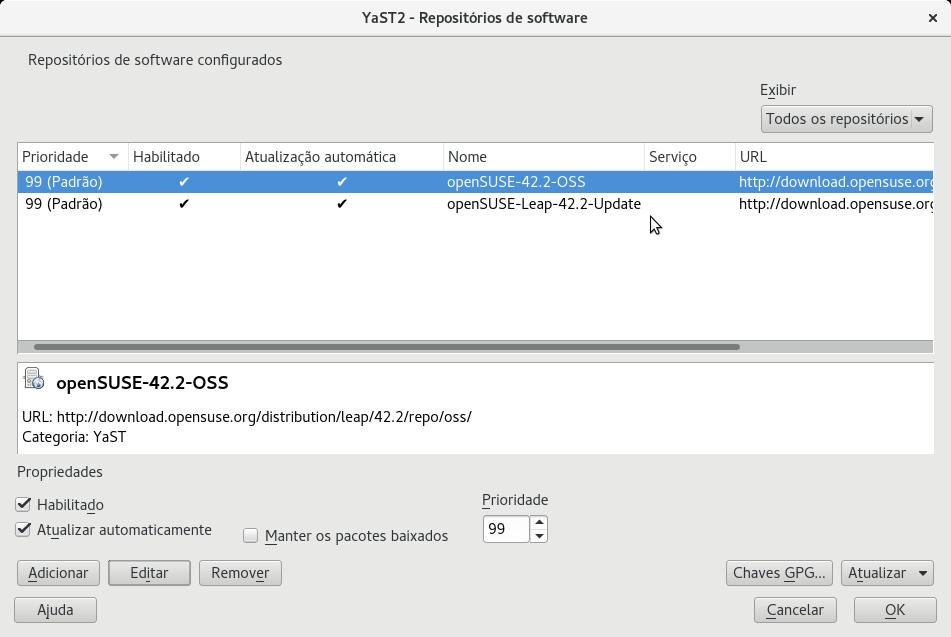 YaST2 - Repositórios de software
Repositórios de software configurados
Exibir
Todos os repositórios
Prioridade Habilitado Atualização automática Nome Serviço URL
99 (Padrão) ✔ ✔ openSUSE-42.2-OSS http://download.opensuse.org
99 (Padrão) ✔ ✔ openSUSE-Leap-42.2-Update http://download.opensuse.org
openSUSE-42.2-OSS
URL: http://download.opensuse.org/distribution/leap/42.2/repo/oss/
Categoria: YaST
Propriedades
Habilitado
Atualizar automaticamente
Manter os pacotes baixados
Prioridade
99
Adicionar Editar Remover Chaves GPG... Atualizar
Ajuda Cancelar OK